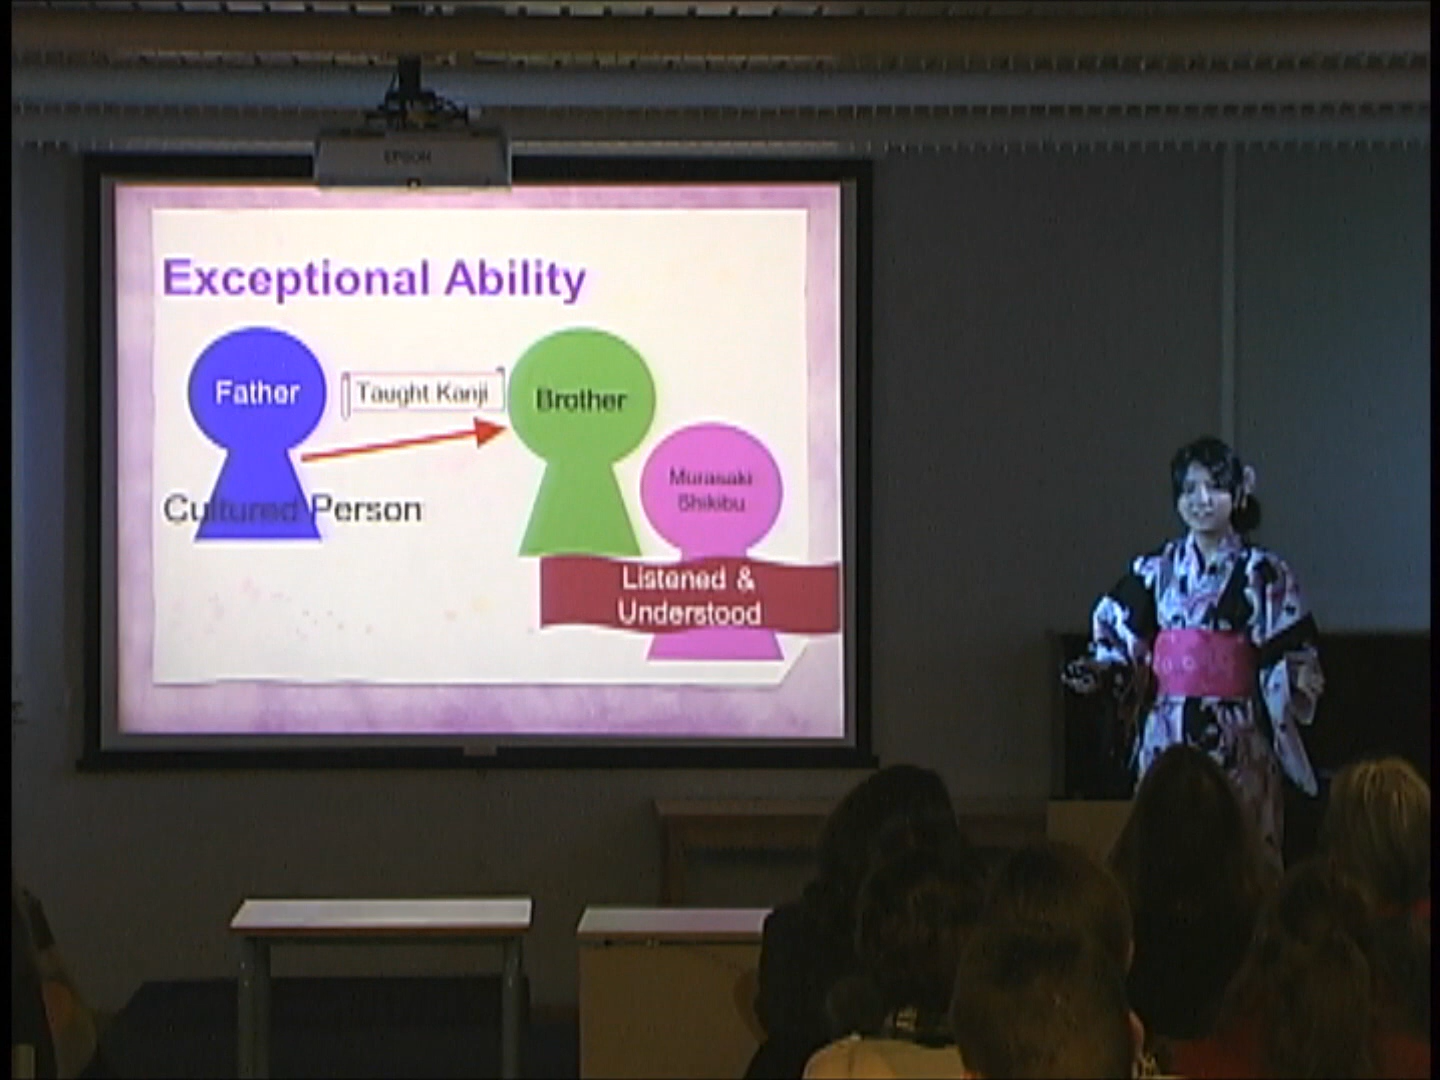 EPSON
Exceptional Ability
Father
Taught Kanji
Brother
Murasaki
Shikibu
Cultured Person
Listened &
Understood